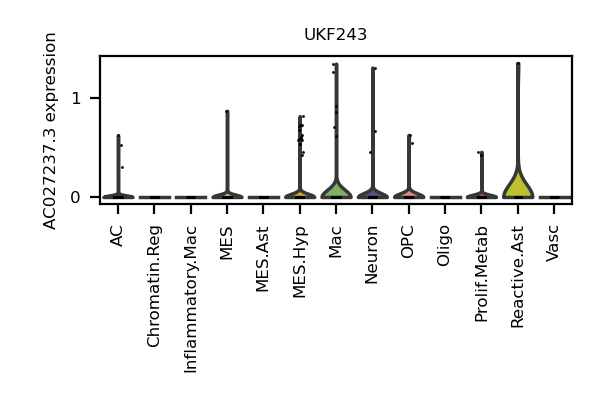 UKF243
AC027237.3 expression
1
0
AC
Chromatin.Reg
Inflammatory.Mac
MES
MES.Ast
MES.Hyp
Mac
Neuron
OPC
Oligo
Prolif.Metab
Reactive.Ast
Vasc